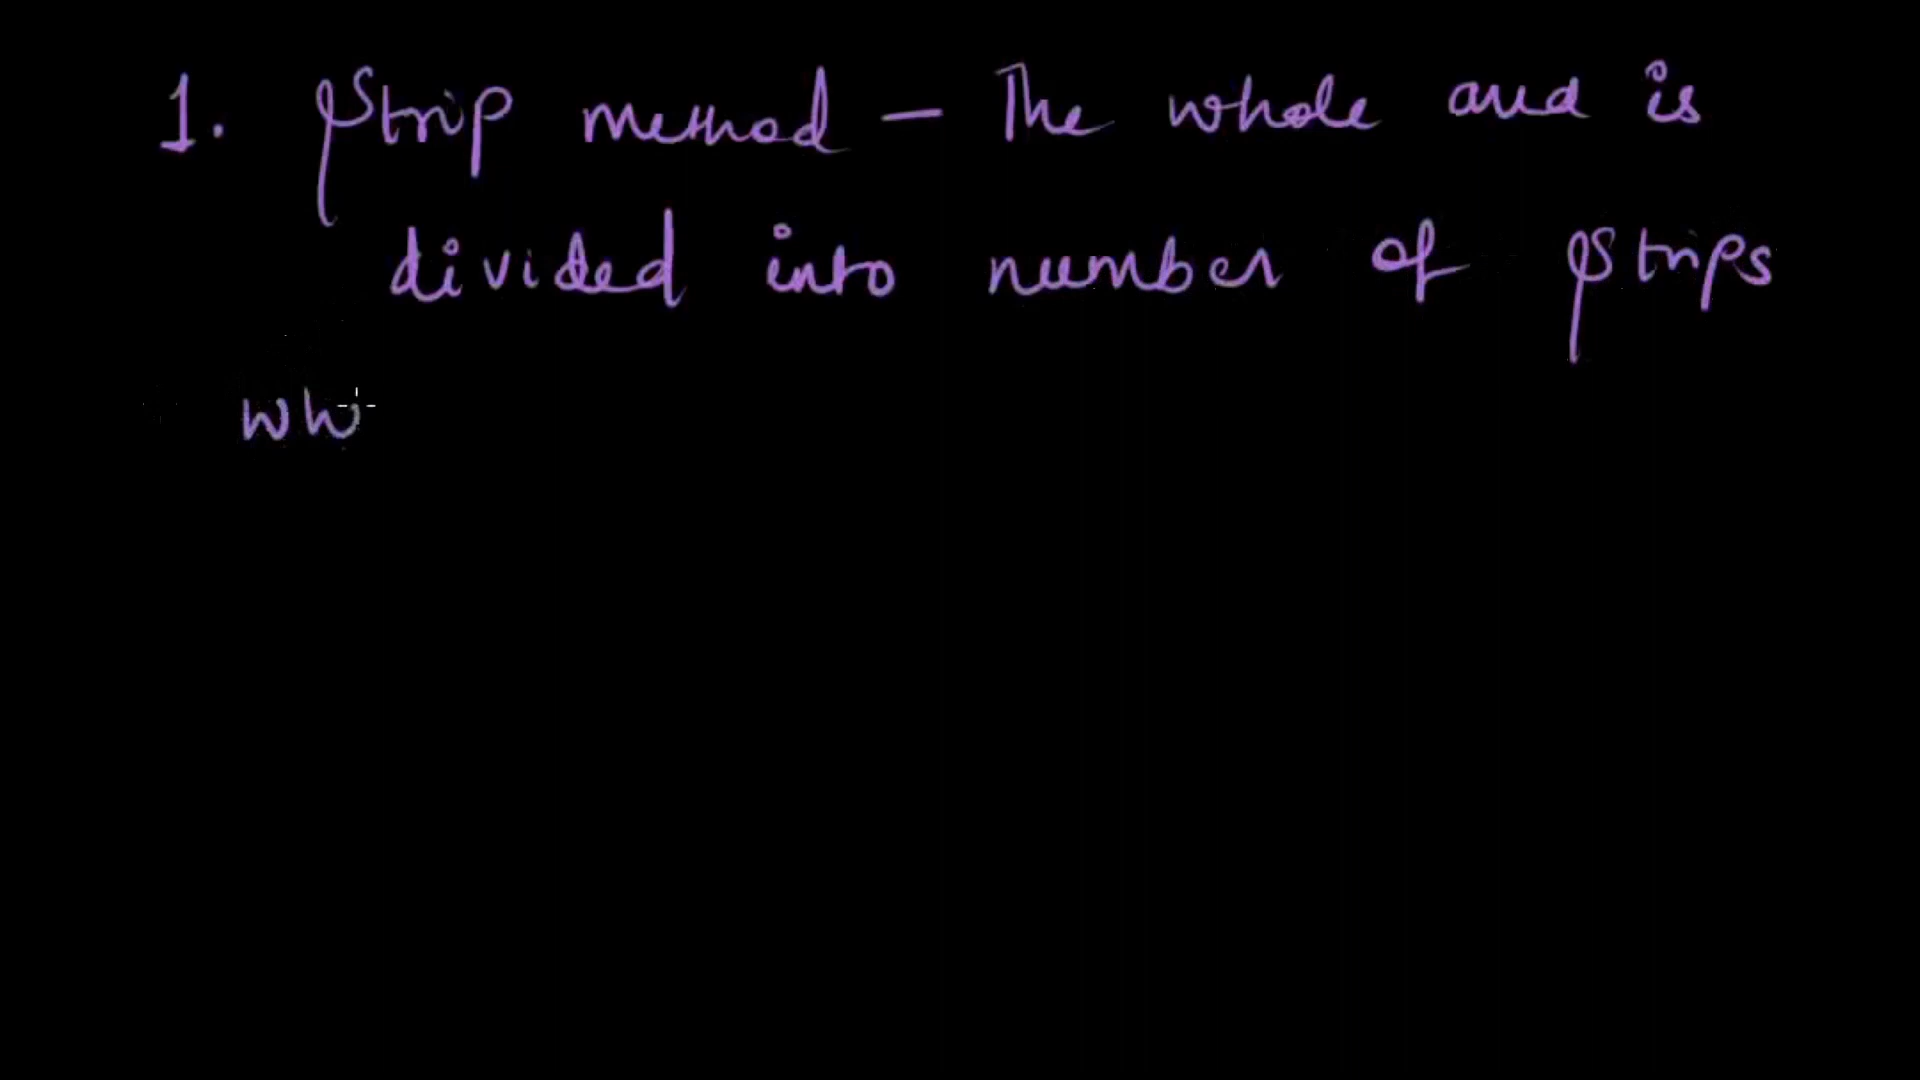 1. Strip method – The whole area is
divided into number of strips
wh